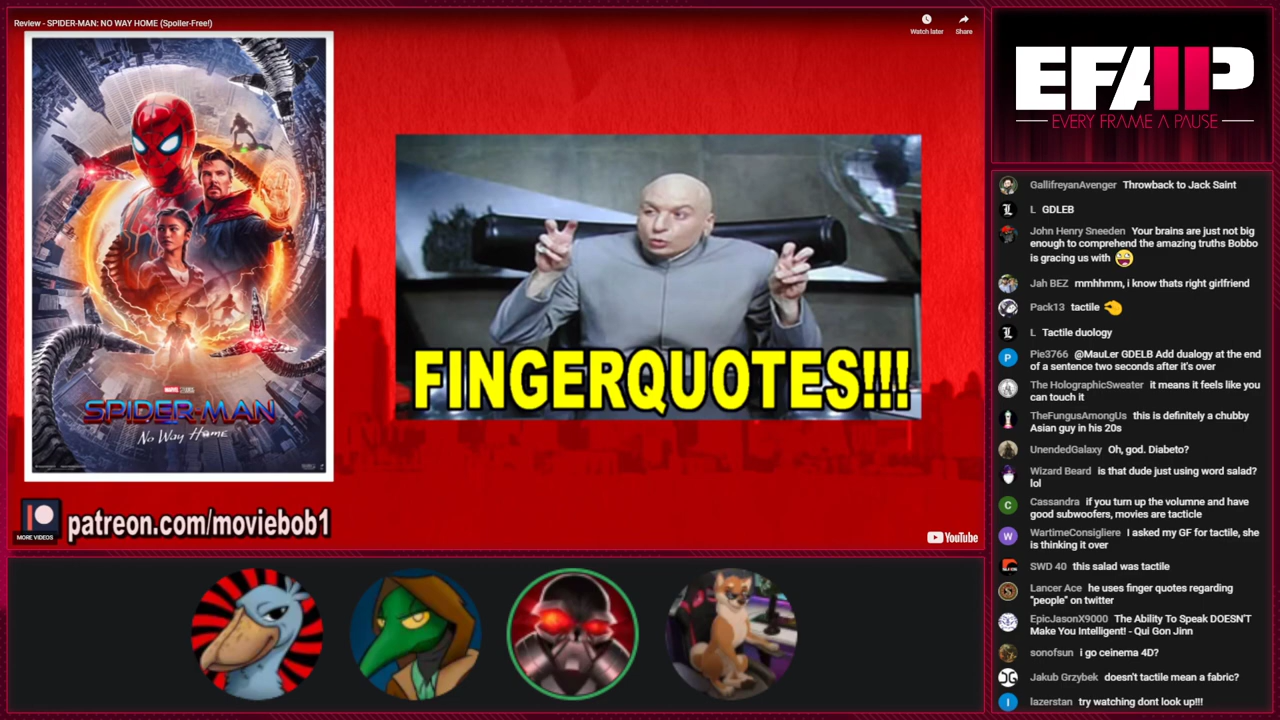 Review - SPIDER-MAN: NO WAY HOME (Spoiler-Free!)
Watch later
Share
MARVEL STUDIOS
SPIDER-MAN
No Way Home
FINGERQUOTES!!!
MORE VIDEOS
patreon.com/moviebob1
YouTube
EFAP
EVERY FRAME A PAUSE
GallifreyanAvenger Throwback to Jack Saint
L GDLEB
John Henry Sneeden Your brains are just not big
enough to comprehend the amazing truths Bobbo
is gracing us with
Jah BEZ mmhhmm, i know thats right girlfriend
Pack13 tactile
L Tactile duology
Pie3766 @MauLer GDELB Add dualogy at the end
of a sentence two seconds after it's over
The HolographicSweater it means it feels like you
can touch it
TheFungusAmongUs this is definitely a chubby
Asian guy in his 20s
UnendedGalaxy Oh, god. Diabeto?
Wizard Beard is that dude just using word salad?
lol
Cassandra if you turn up the volumne and have
good subwoofers, movies are tacticle
WartimeConsigliere I asked my GF for tactile, she
is thinking it over
SWD 40 this salad was tactile
Lancer Ace he uses finger quotes regarding
"people" on twitter
EpicJasonX9000 The Ability To Speak DOESN'T
Make You Intelligent! - Qui Gon Jinn
sonofsun i go ceinema 4D?
Jakub Grzybek doesn't tactile mean a fabric?
lazerstan try watching dont look up!!!